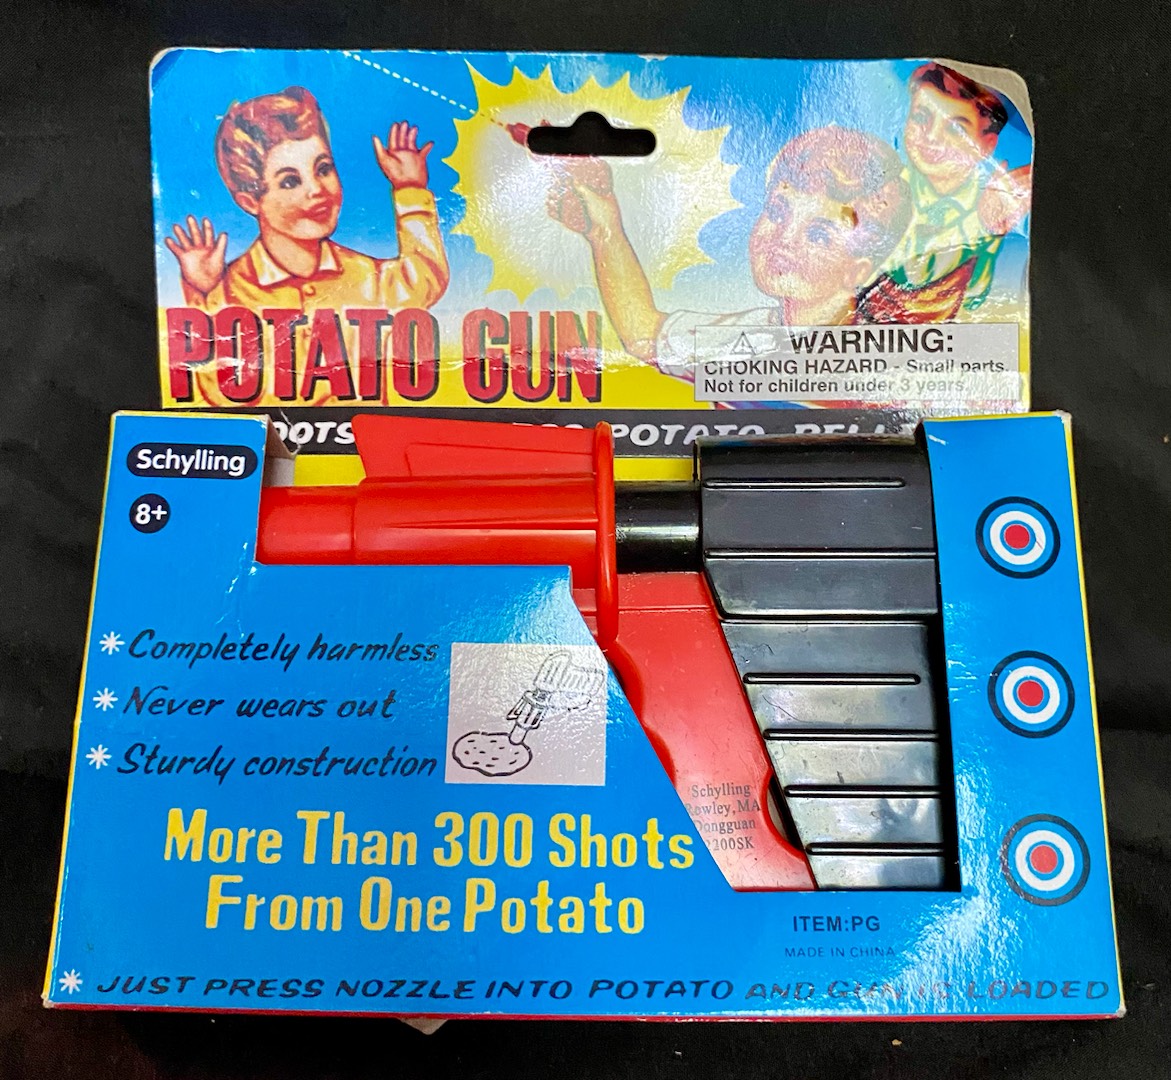 POTATO GUN
WARNING:
CHOKING HAZARD - Small parts.
Not for children under 3 years.
POTATO
Schylling
8+
* Completely harmless
* Never wears out
* Sturdy construction
Schylling
Rowley, MA
Dongguan
More Than 300 Shots
From One Potato
ITEM:PG
MADE IN CHINA
* JUST PRESS NOZZLE INTO POTATO AND GUN IS LOADED